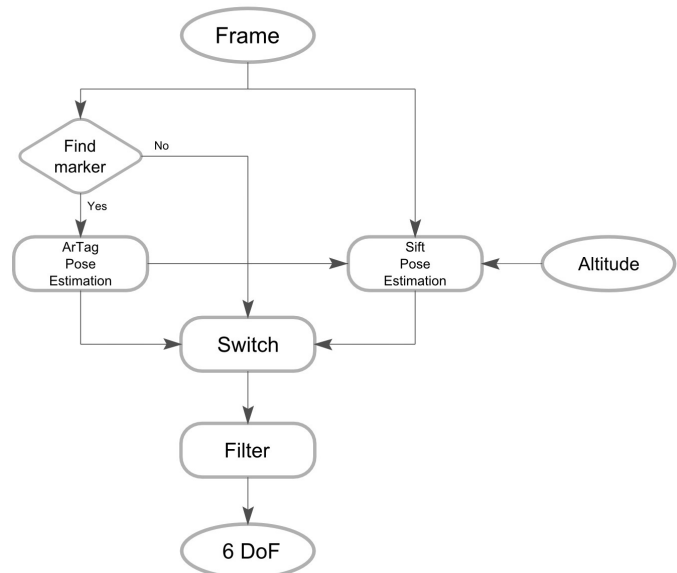 Frame
Find
marker
No
Yes
ArTag
Pose
Estimation
Sift
Pose
Estimation
Altitude
Switch
Filter
6 DoF